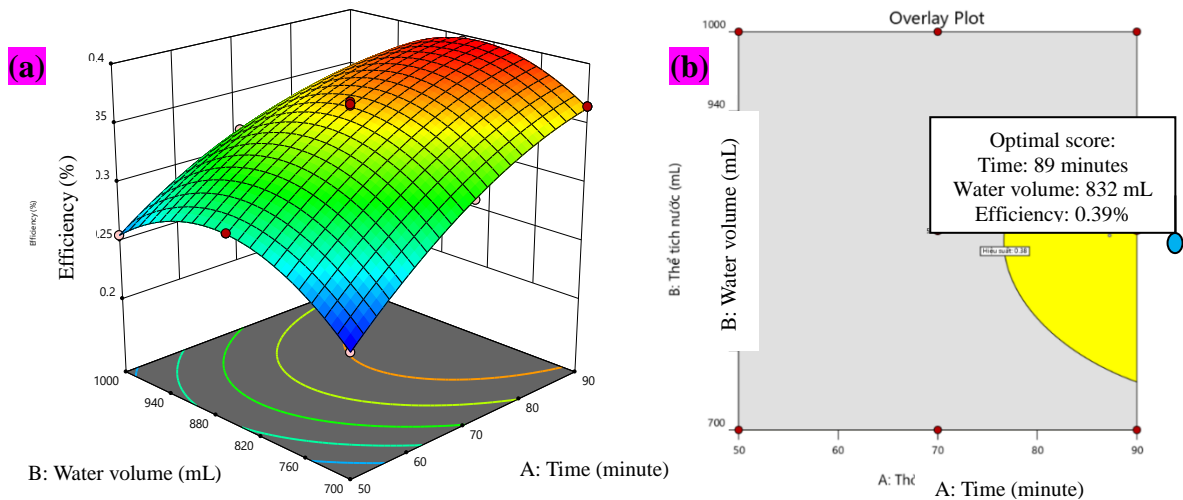 (a)
0.4
35
0.3
0.25
0.2
Efficiency (%)
Efficiency (%)
1000
940
880
820
760
700
50
60
70
80
90
B: Water volume (mL)
A: Time (minute)
(b)
Overlay Plot
1000
940
700
B: Thể tích nước (mL)
B: Water volume (mL)
Optimal score:
Time: 89 minutes
Water volume: 832 mL
Efficiency: 0.39%
Hiệu suất: 0.38
50
60
70
80
90
A: Thờ
A: Time (minute)